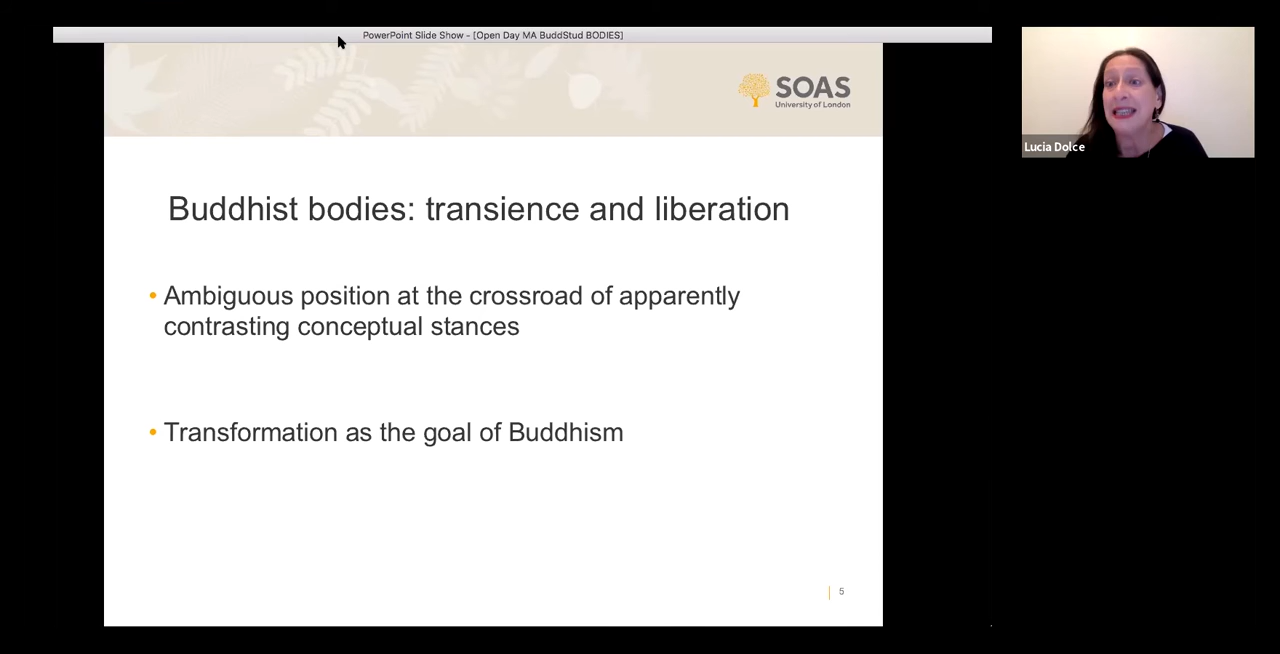 PowerPoint Slide Show - [Open Day MA BuddStud BODIES]
SOAS
University of London
Lucia Dolce
Buddhist bodies: transience and liberation
• Ambiguous position at the crossroad of apparently
contrasting conceptual stances
• Transformation as the goal of Buddhism
5